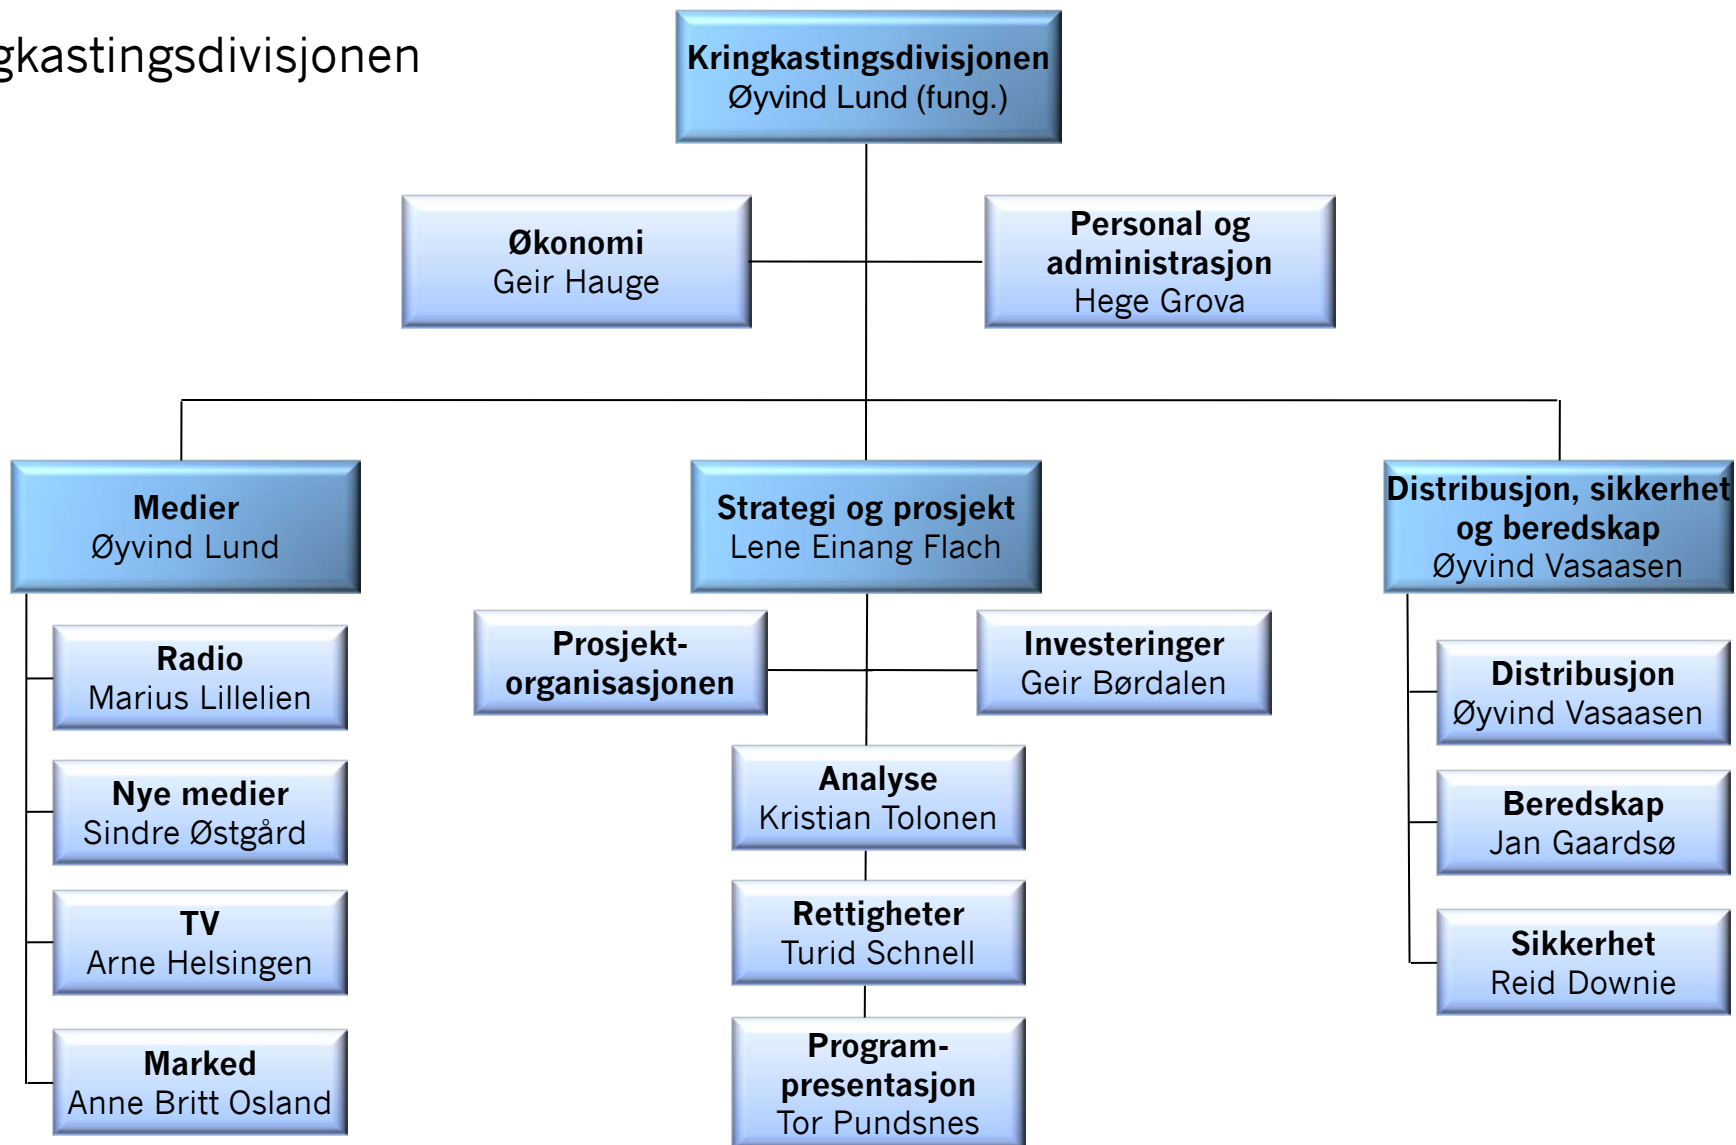 gkastingsdivisjonen
Kringkastingsdivisjonen
Øyvind Lund (fung.)
Økonomi
Geir Hauge
Personal og
administrasjon
Hege Grova
Medier
Øyvind Lund
Strategi og prosjekt
Lene Einang Flach
Distribusjon, sikkerhet
og beredskap
Øyvind Vasaasen
Radio
Marius Lillelien
Nye medier
Sindre Østgård
TV
Arne Helsingen
Marked
Anne Britt Osland
Prosjekt-
organisasjonen
Investeringer
Geir Børdalen
Analyse
Kristian Tolonen
Rettigheter
Turid Schnell
Program-
presentasjon
Tor Pundsnes
Distribusjon
Øyvind Vasaasen
Beredskap
Jan Gaardsø
Sikkerhet
Reid Downie